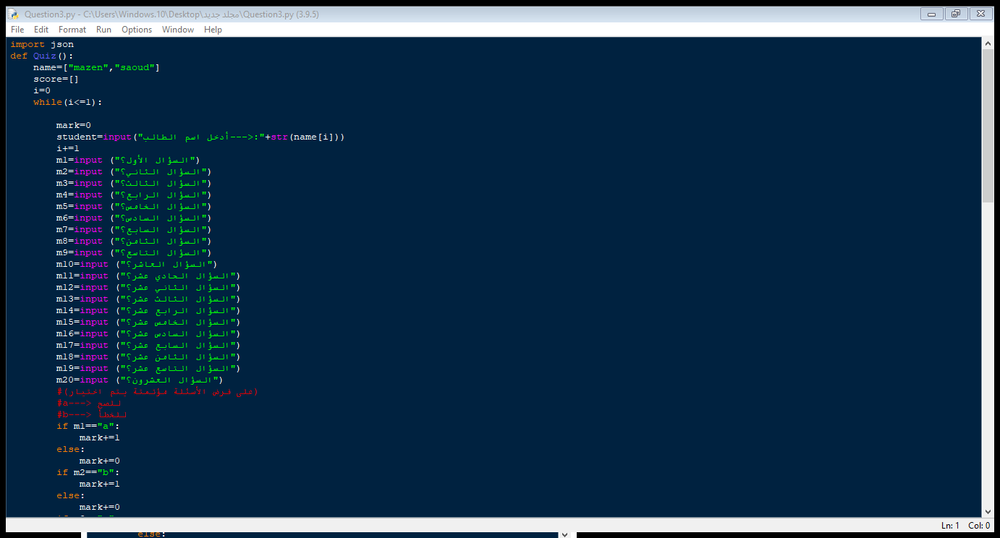 Question3.py - C:\Users\Windows.10\Desktop\مجلد جديد\Question3.py (3.9.5)
File Edit Format Run Options Window Help
import json
def Quiz():
    name=["mazen","saoud"]
    score=[]
    i=0
    while(i<=1):
        mark=0
        student=input("أدخل اسم الطالب--->:"+str(name[i]))
        i+=1
        m1=input ("السؤال الأول؟")
        m2=input ("السؤال الثاني؟")
        m3=input ("السؤال الثالث؟")
        m4=input ("السؤال الرابع؟")
        m5=input ("السؤال الخامس؟")
        m6=input ("السؤال السادس؟")
        m7=input ("السؤال السابع؟")
        m8=input ("السؤال الثامن؟")
        m9=input ("السؤال التاسع؟")
        m10=input ("السؤال العاشر؟")
        m11=input ("السؤال الحادي عشر؟")
        m12=input ("السؤال الثاني عشر؟")
        m13=input ("السؤال الثالث عشر؟")
        m14=input ("السؤال الرابع عشر؟")
        m15=input ("السؤال الخامس عشر؟")
        m16=input ("السؤال السادس عشر؟")
        m17=input ("السؤال السابع عشر؟")
        m18=input ("السؤال الثامن عشر؟")
        m19=input ("السؤال التاسع عشر؟")
        m20=input ("السؤال العشرون؟")
        #(على فرض الأسئلة مؤتمتة يتم اختيار)
        #a---> للصح
        #b---> للخطأ
        if m1=="a":
            mark+=1
        else:
            mark+=0
        if m2=="b":
            mark+=1
        else:
            mark+=0
Ln: 1 Col: 0
else: